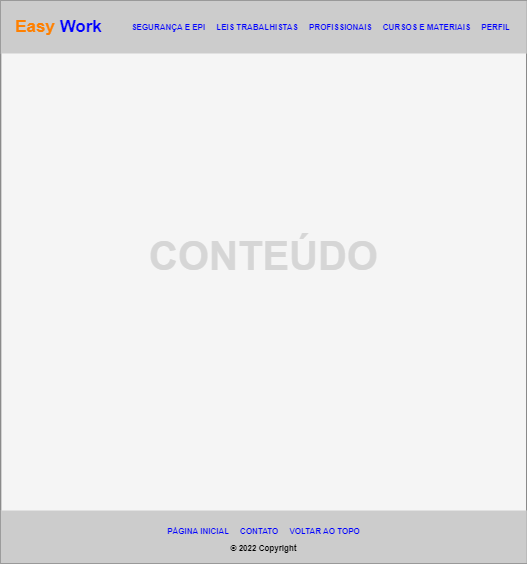 Easy Work SEGURANÇA E EPI LEIS TRABALHISTAS PROFISSIONAIS CURSOS E MATERIAIS PERFIL
CONTEÚDO
PÁGINA INICIAL CONTATO VOLTAR AO TOPO
© 2022 Copyright